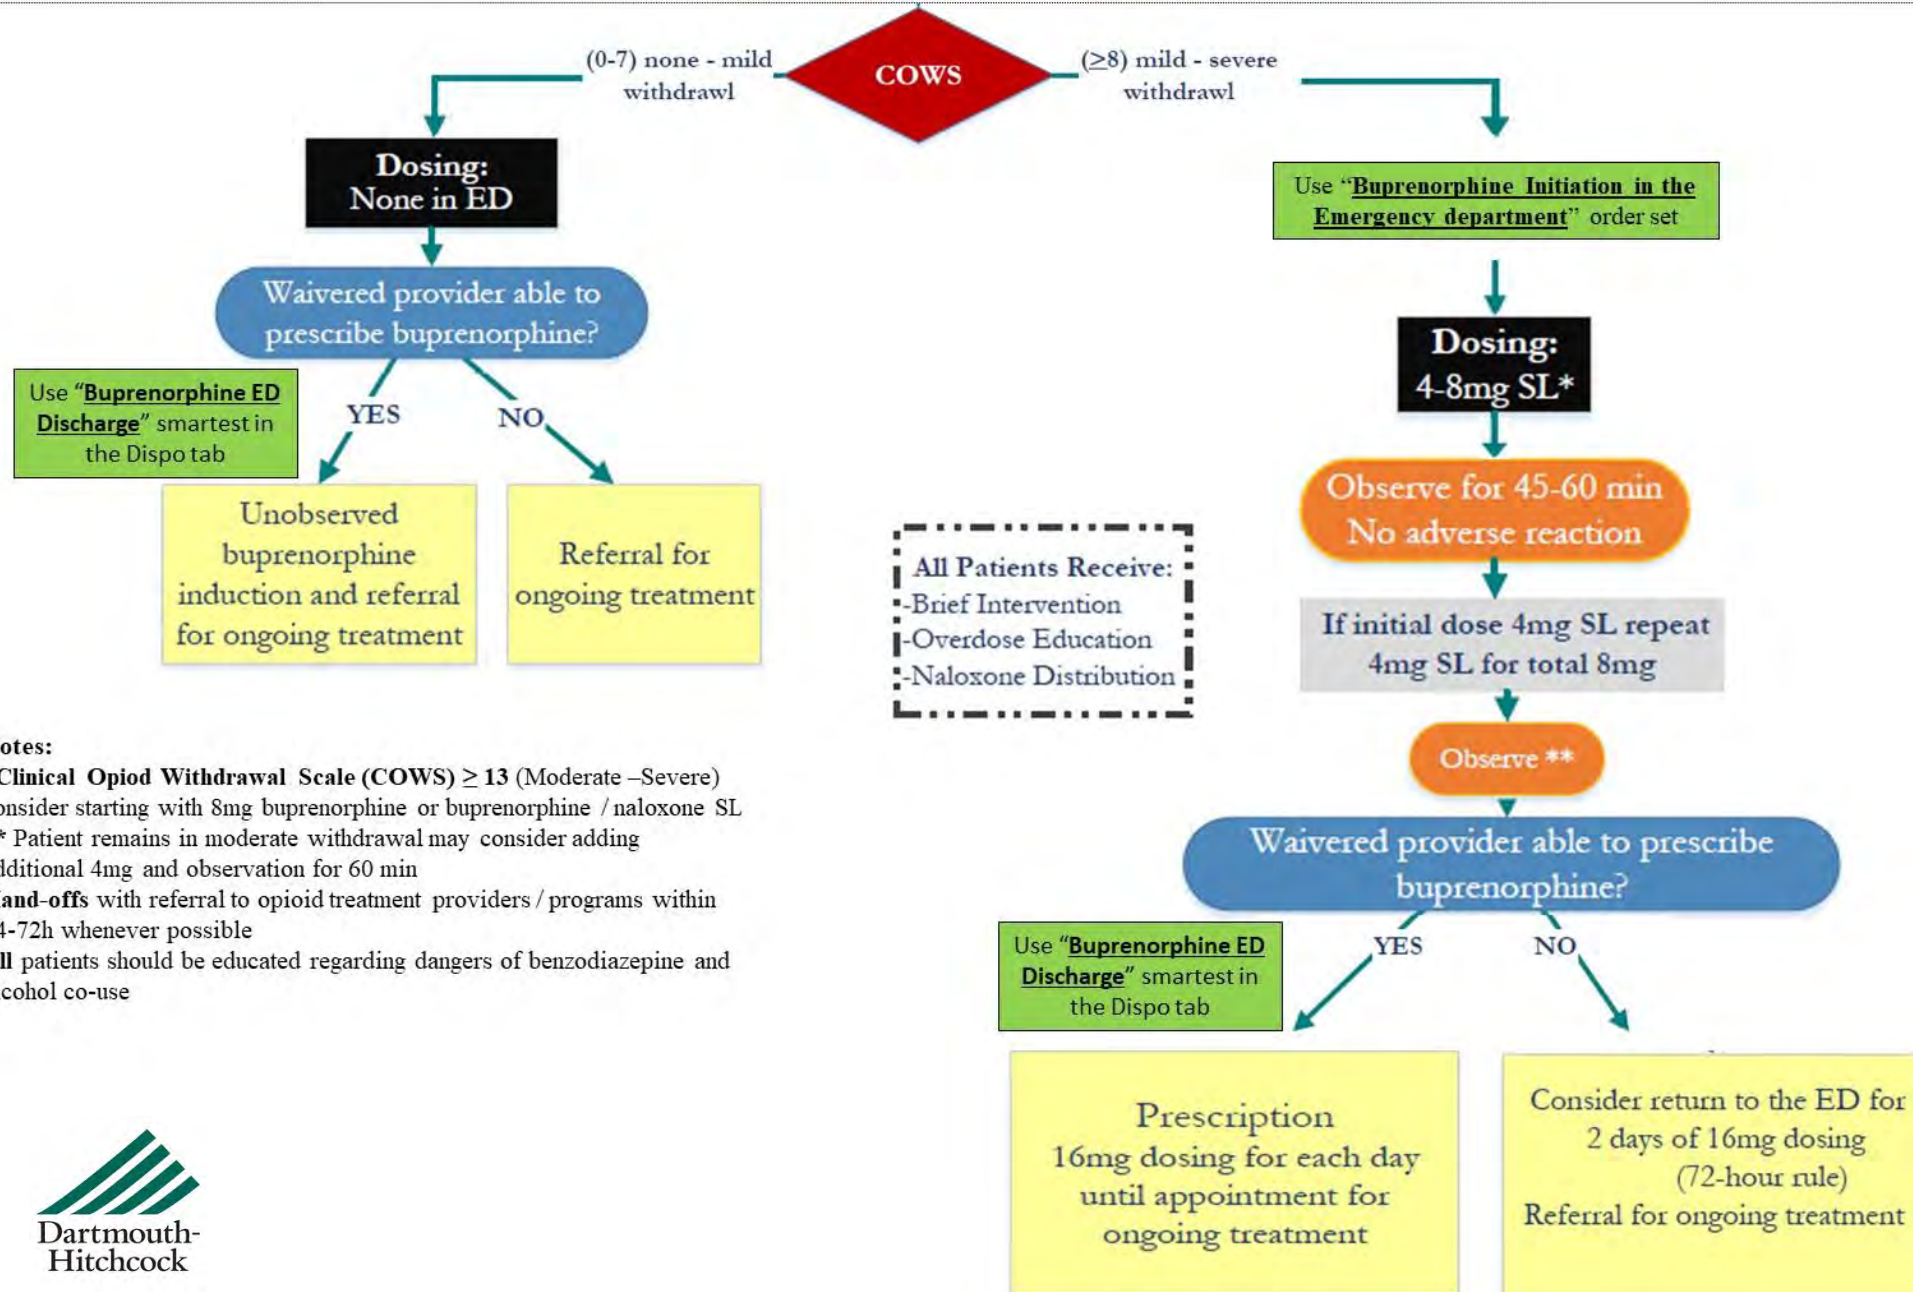 COWS
(0-7) none - mild
withdrawl
(≥8) mild - severe
withdrawl
Dosing:
None in ED
Waivered provider able to
prescribe buprenorphine?
Use “Buprenorphine ED
Discharge” smartest in
the Dispo tab
YES
NO
Unobserved
buprenorphine
induction and referral
for ongoing treatment
Referral for
ongoing treatment
Use “Buprenorphine Initiation in the
Emergency department” order set
Dosing:
4-8mg SL*
Observe for 45-60 min
No adverse reaction
If initial dose 4mg SL repeat
4mg SL for total 8mg
Observe **
Waivered provider able to prescribe
buprenorphine?
Use “Buprenorphine ED
Discharge” smartest in
the Dispo tab
YES
NO
Prescription
16mg dosing for each day
until appointment for
ongoing treatment
Consider return to the ED for
2 days of 16mg dosing
(72-hour rule)
Referral for ongoing treatment
All Patients Receive:
-Brief Intervention
-Overdose Education
-Naloxone Distribution
otes:
Clinical Opiod Withdrawal Scale (COWS) ≥ 13 (Moderate –Severe)
onsider starting with 8mg buprenorphine or buprenorphine / naloxone SL
* Patient remains in moderate withdrawal may consider adding
dditional 4mg and observation for 60 min
and-offs with referral to opioid treatment providers / programs within
4-72h whenever possible
ll patients should be educated regarding dangers of benzodiazepine and
cohol co-use
Dartmouth-
Hitchcock